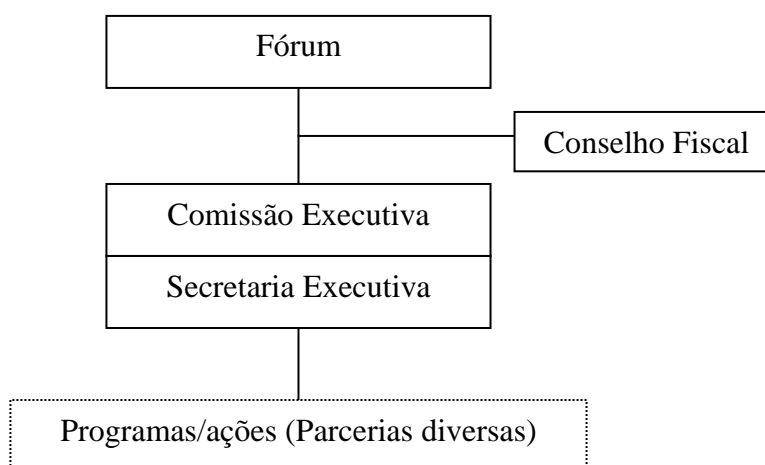 Fórum
Conselho Fiscal
Comissão Executiva
Secretaria Executiva
Programas/ações (Parcerias diversas)